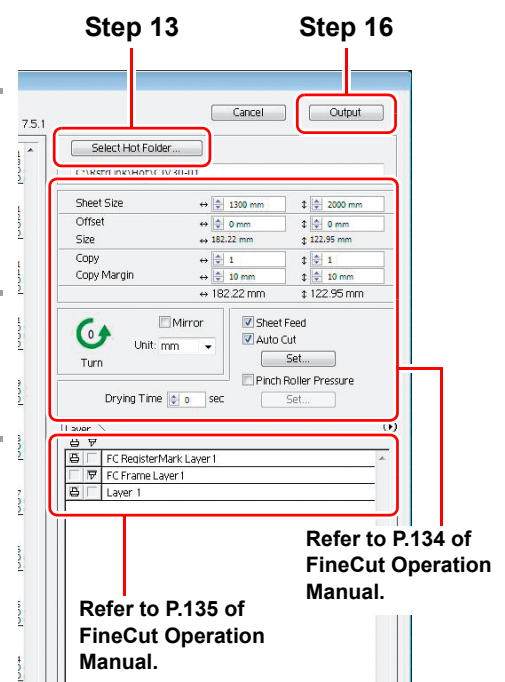 Step 13 Step 16
Cancel Output
7.5.1
Select Hot Folder...
Sheet Size 1300 mm 2000 mm
Offset 0 mm 0 mm
Size 182.22 mm 122.95 mm
Copy 1 1
Copy Margin 10 mm 10 mm
182.22 mm 122.95 mm
Mirror
Sheet Feed
0
Unit: mm
Auto Cut
Turn
Set...
Pinch Roller Pressure
Drying Time 0 sec
Set...
Layer
FC RegisterMark Layer 1
FC Frame Layer 1
Layer 1
Refer to P.134 of
FineCut Operation
Manual.
Refer to P.135 of
FineCut Operation
Manual.